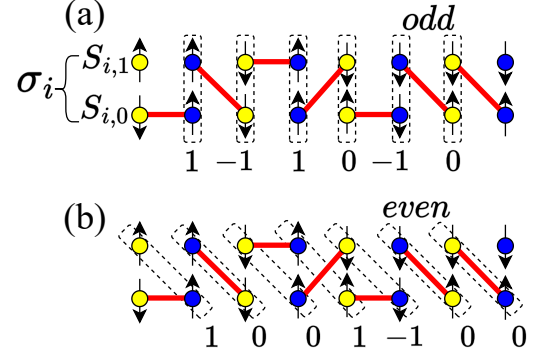 (a) odd
σᵢ { Sᵢ,₁
Sᵢ,₀
1 −1 1 0 −1 0
(b) even
1 0 0 1 −1 0 0